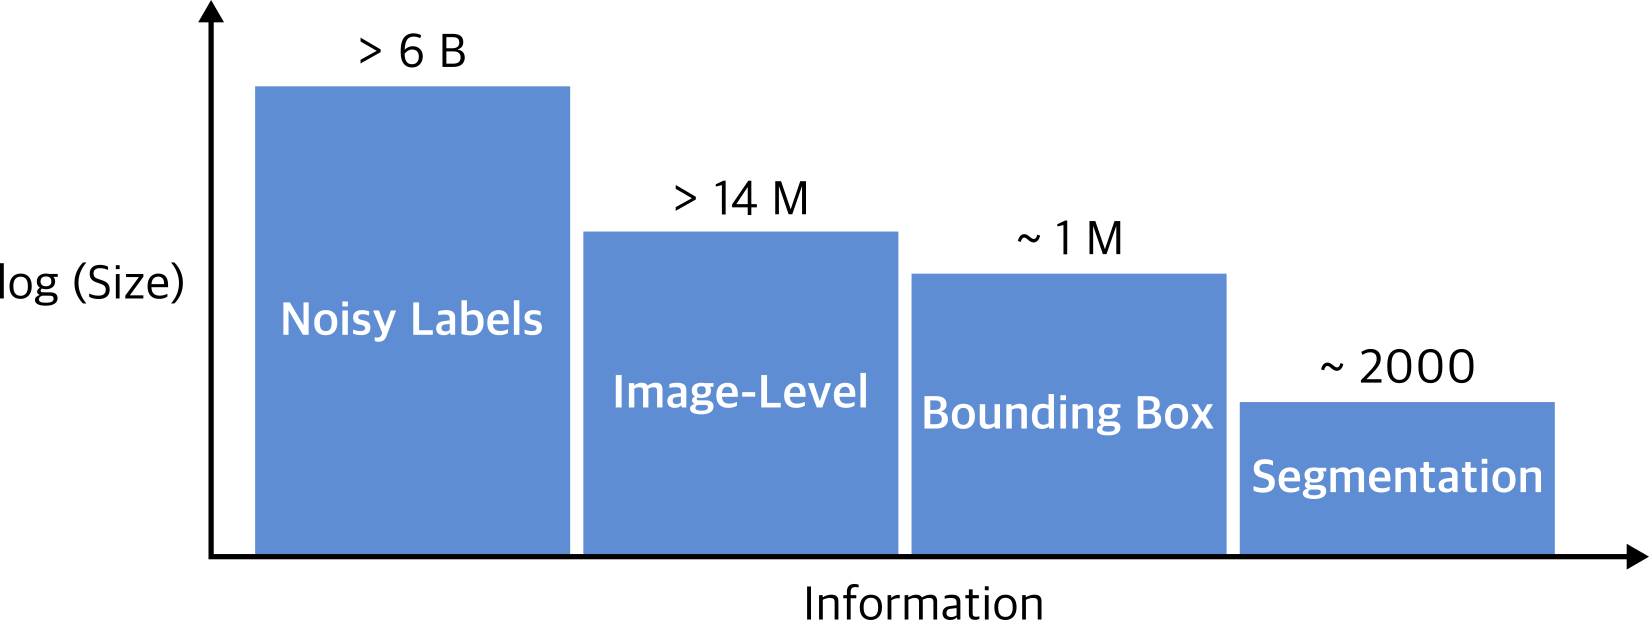 > 6 B
> 14 M
~ 1 M
log (Size)
Noisy Labels
~ 2000
Image-Level
Bounding Box
Segmentation
Information